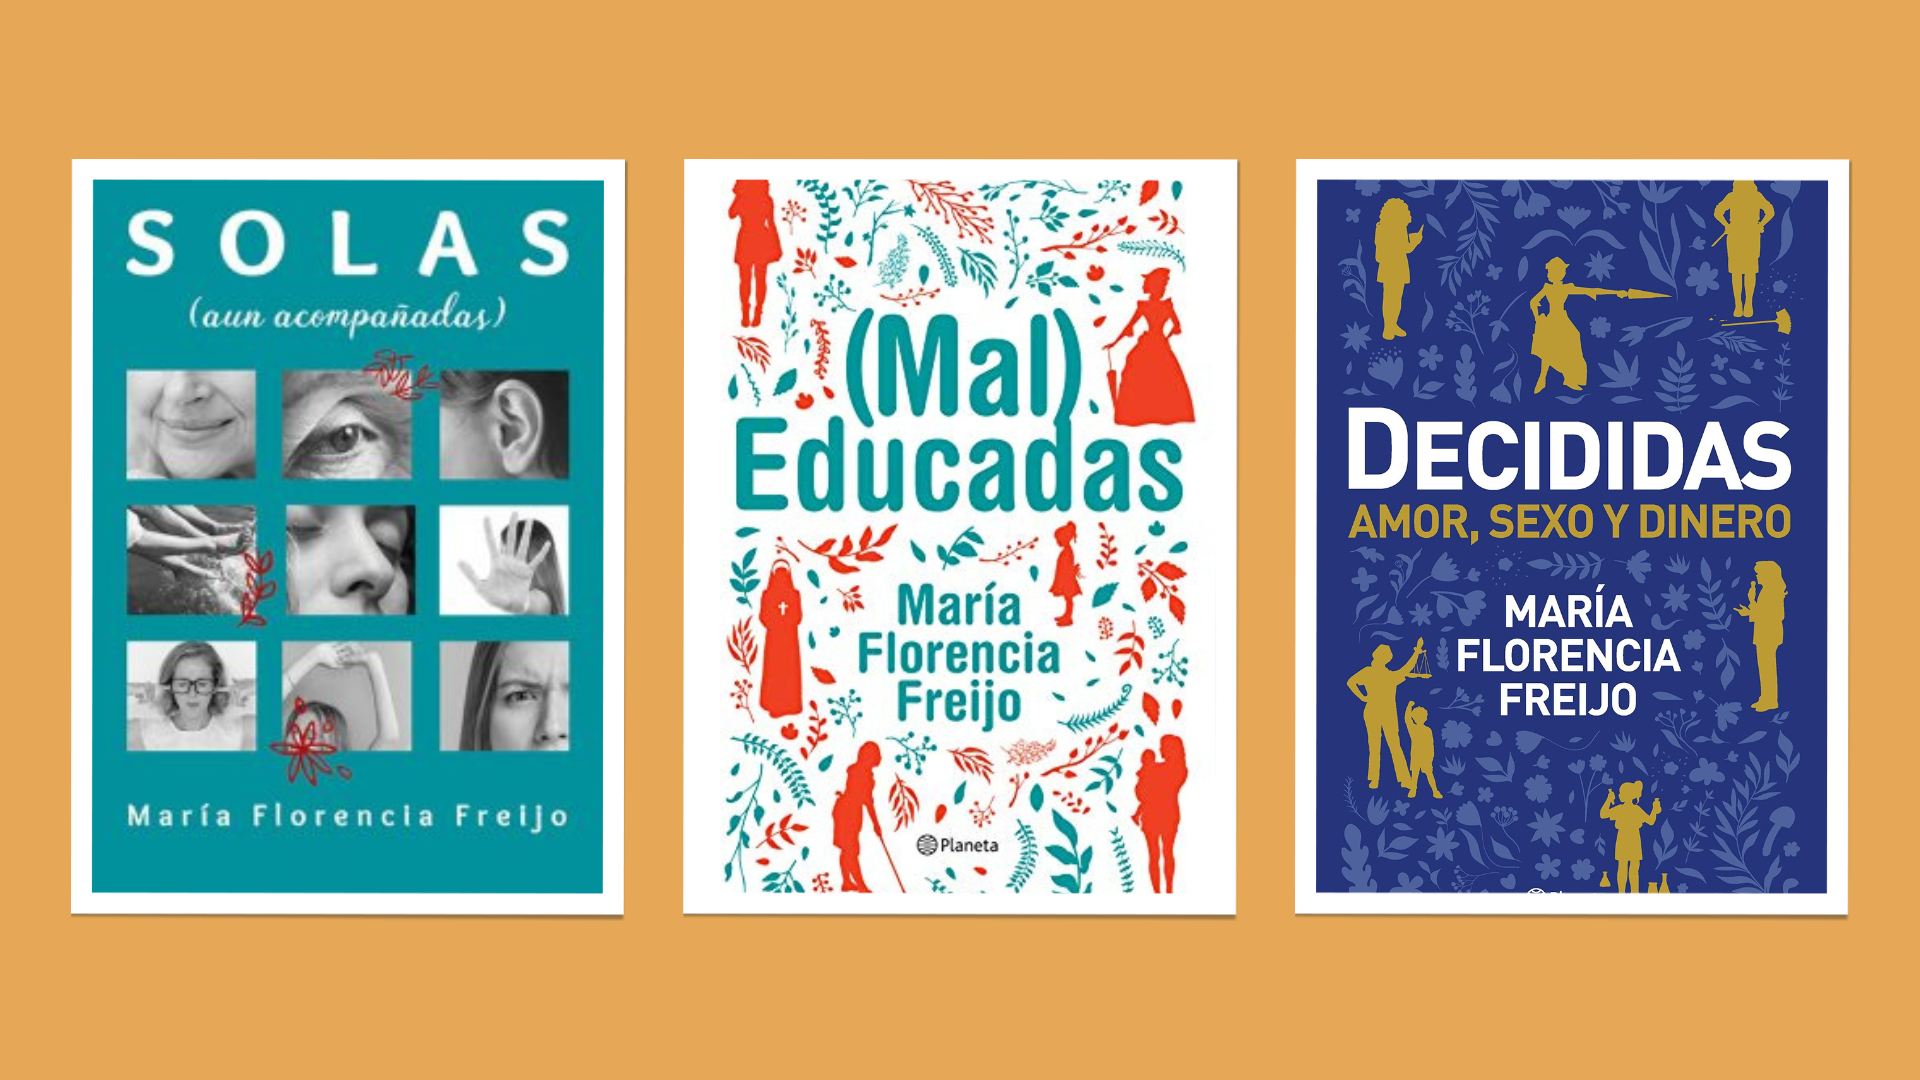 SOLAS
(aun acompañadas)
María Florencia Freijo
(Mal)
Educadas
María
Florencia
Freijo
Planeta
DECIDIDAS
AMOR, SEXO Y DINERO
MARÍA
FLORENCIA
FREIJO